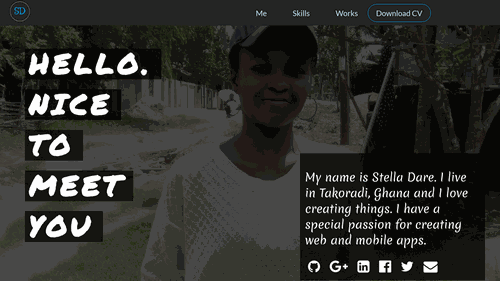 SD
Me Skills Works Download CV
HELLO.
NICE
TO
MEET
YOU
My name is Stella Dare. I live
in Takoradi, Ghana and I love
creating things. I have a
special passion for creating
web and mobile apps.